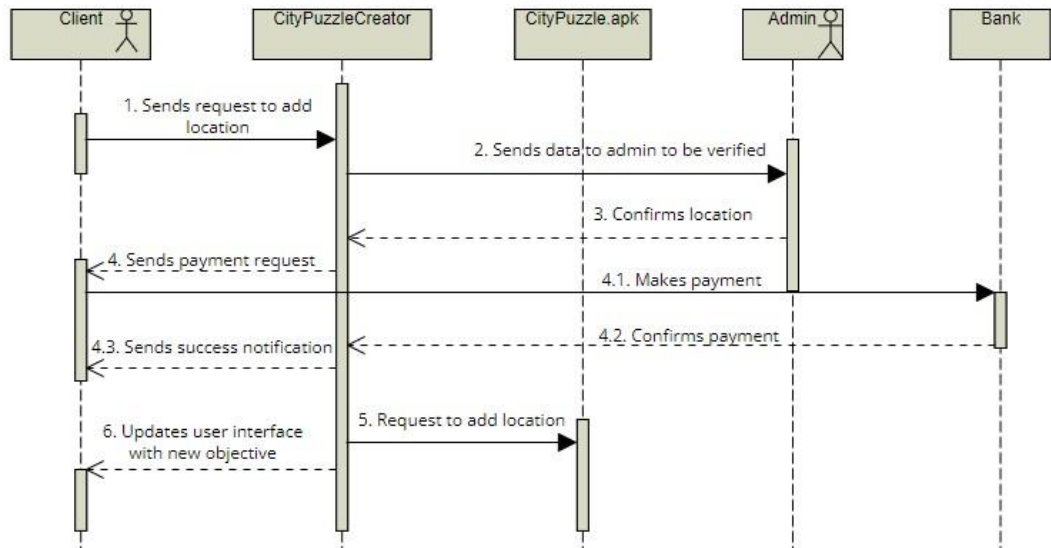 Client
CityPuzzleCreator
CityPuzzle.apk
Admin
Bank
1. Sends request to add
location
2. Sends data to admin to be verified
3. Confirms location
4. Sends payment request
4.1. Makes payment
4.2. Confirms payment
4.3. Sends success notification
5. Request to add location
6. Updates user interface
with new objective